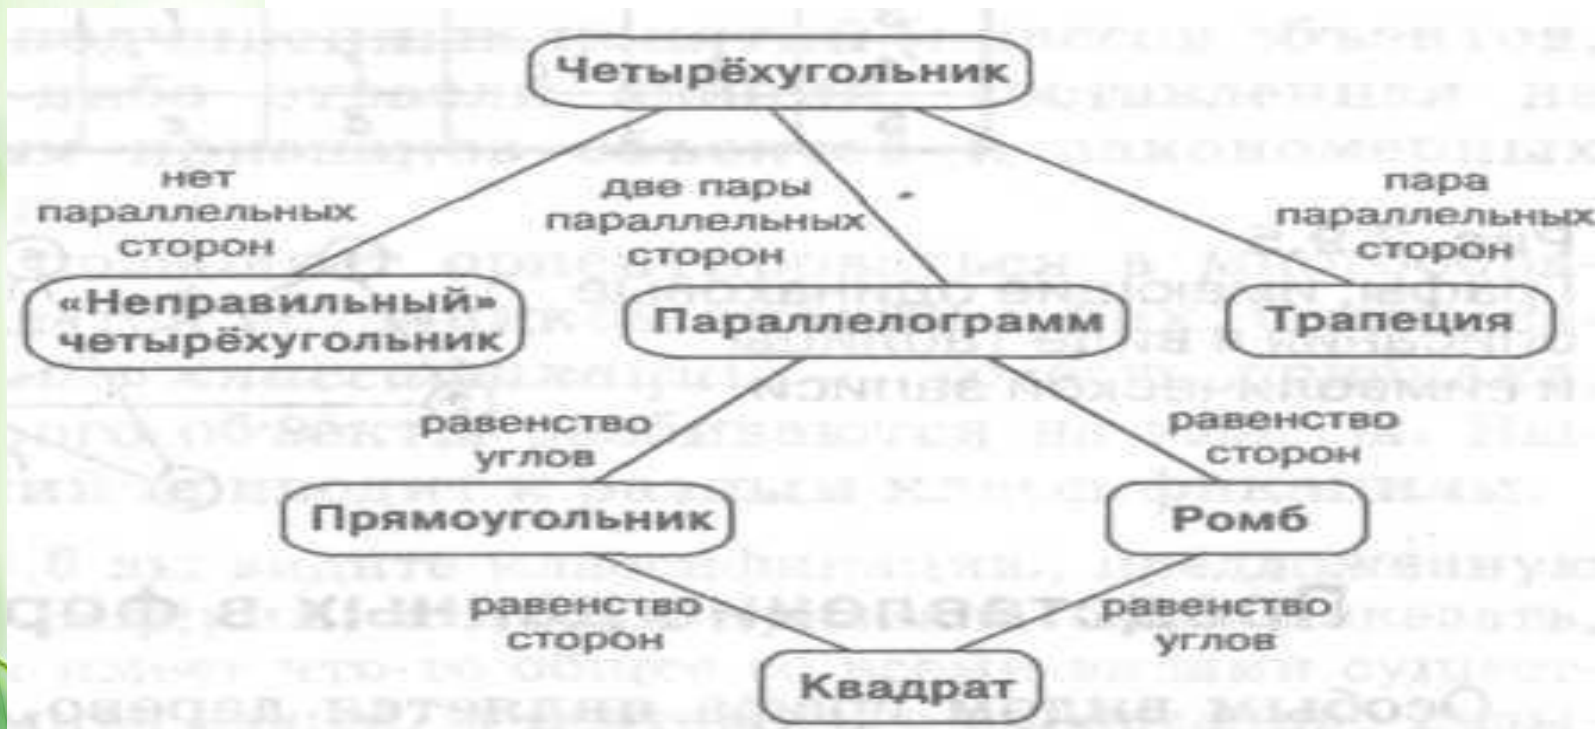 Четырёхугольник
нет
параллельных
сторон
две пары
параллельных
сторон
пара
параллельных
сторон
«Неправильный»
четырёхугольник
Параллелограмм
Трапеция
равенство
углов
равенство
сторон
Прямоугольник
Ромб
равенство
сторон
равенство
углов
Квадрат